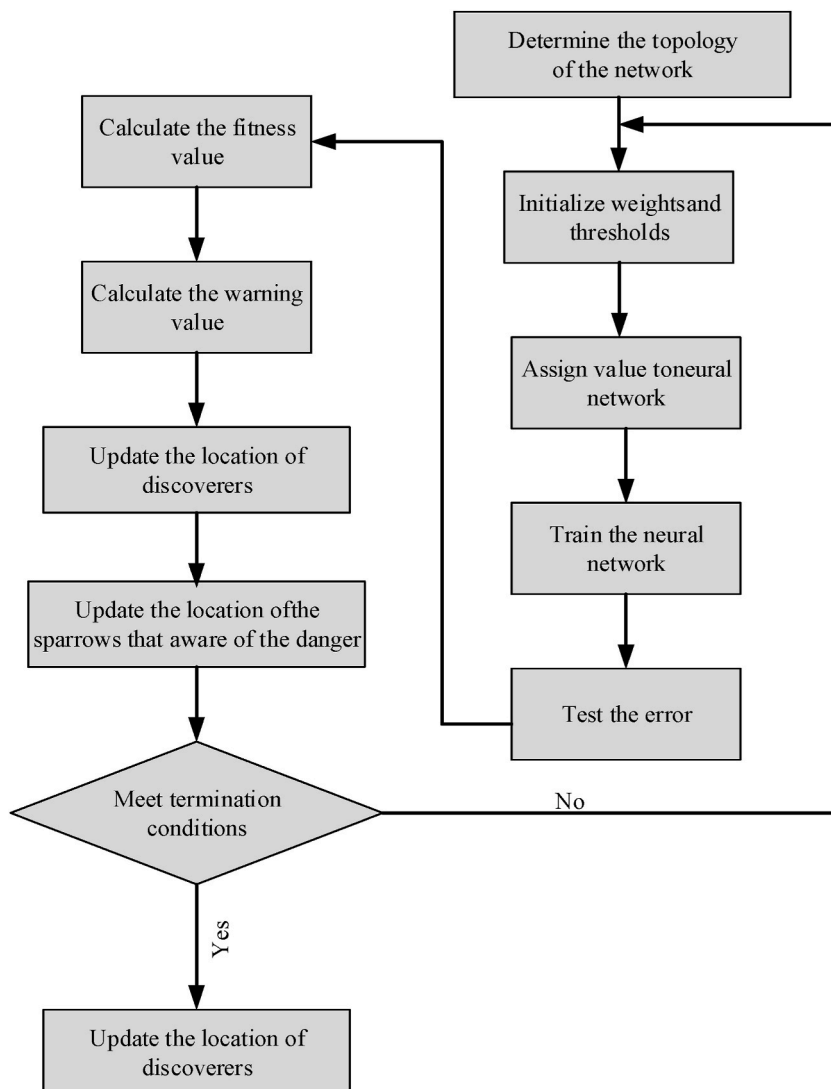 Determine the topology
of the network
Initialize weightsand
thresholds
Assign value toneural
network
Train the neural
network
Test the error
Calculate the fitness
value
Calculate the warning
value
Update the location of
discoverers
Update the location ofthe
sparrows that aware of the danger
Meet termination
conditions
No
Yes
Update the location of
discoverers